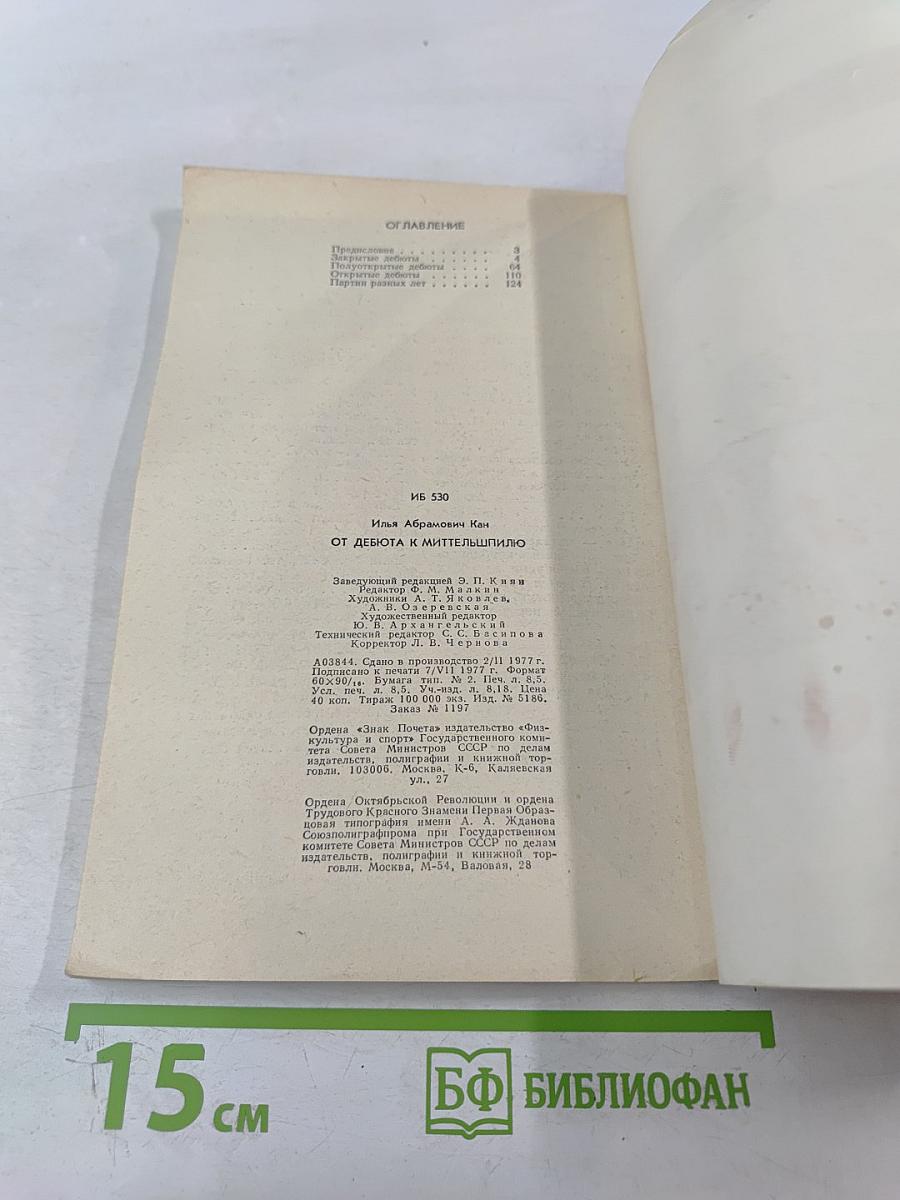 ОГЛАВЛЕНИЕ
Предисловие . . . . . . . . . 3
Закрытые дебюты . . . . . . 4
Полуоткрытые дебюты . . . . 64
Открытые дебюты . . . . . . 110
Партии разных лет . . . . . . 124
ИБ 530
Илья Абрамович Кан
ОТ ДЕБЮТА К МИТТЕЛЬШПИЛЮ
Заведующий редакцией Э. П. Киян
Редактор Ф. М. Малкин
Художники А. Т. Яковлев,
А. В. Озеревская
Художественный редактор
Ю. В. Архангельский
Технический редактор С. С. Басипова
Корректор Л. В. Чернова
А03844. Сдано в производство 2/II 1977 г.
Подписано к печати 7/VII 1977 г. Формат
60×90/16. Бумага тип. № 2. Печ. л. 8,5.
Усл. печ. л. 8,5. Уч.-изд. л. 8,18. Цена
40 коп. Тираж 100 000 экз. Изд. № 5186.
Заказ № 1197
Ордена «Знак Почета» издательство «Физ-
культура и спорт» Государственного коми-
тета Совета Министров СССР по делам
издательств, полиграфии и книжной тор-
говли. 103006. Москва, К-6, Каляевская
ул., 27
Ордена Октябрьской Революции и ордена
Трудового Красного Знамени Первая Образ-
цовая типография имени А. А. Жданова
Союзполиграфпрома при Государственном
комитете Совета Министров СССР по делам
издательств, полиграфии и книжной тор-
говли. Москва, М-54, Валовая, 28
15 см
БФ БИБЛИОФАН